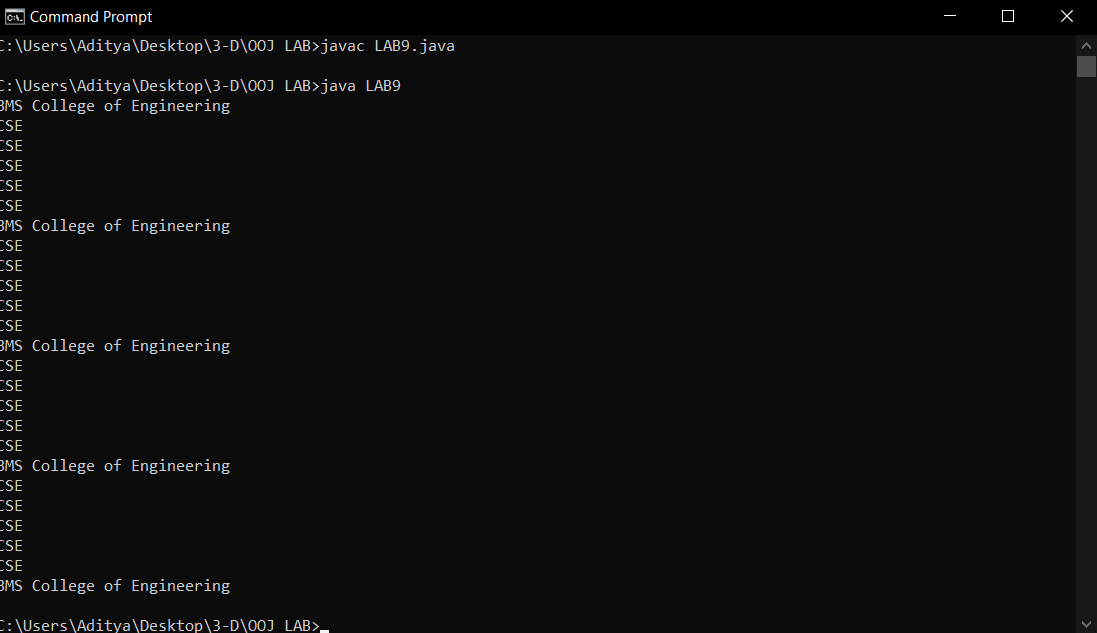 Command Prompt
C:\Users\Aditya\Desktop\3-D\OOJ LAB>javac LAB9.java
C:\Users\Aditya\Desktop\3-D\OOJ LAB>java LAB9
BMS College of Engineering
CSE
CSE
CSE
CSE
CSE
BMS College of Engineering
CSE
CSE
CSE
CSE
CSE
BMS College of Engineering
CSE
CSE
CSE
CSE
CSE
BMS College of Engineering
CSE
CSE
CSE
CSE
CSE
BMS College of Engineering
C:\Users\Aditya\Desktop\3-D\OOJ LAB>